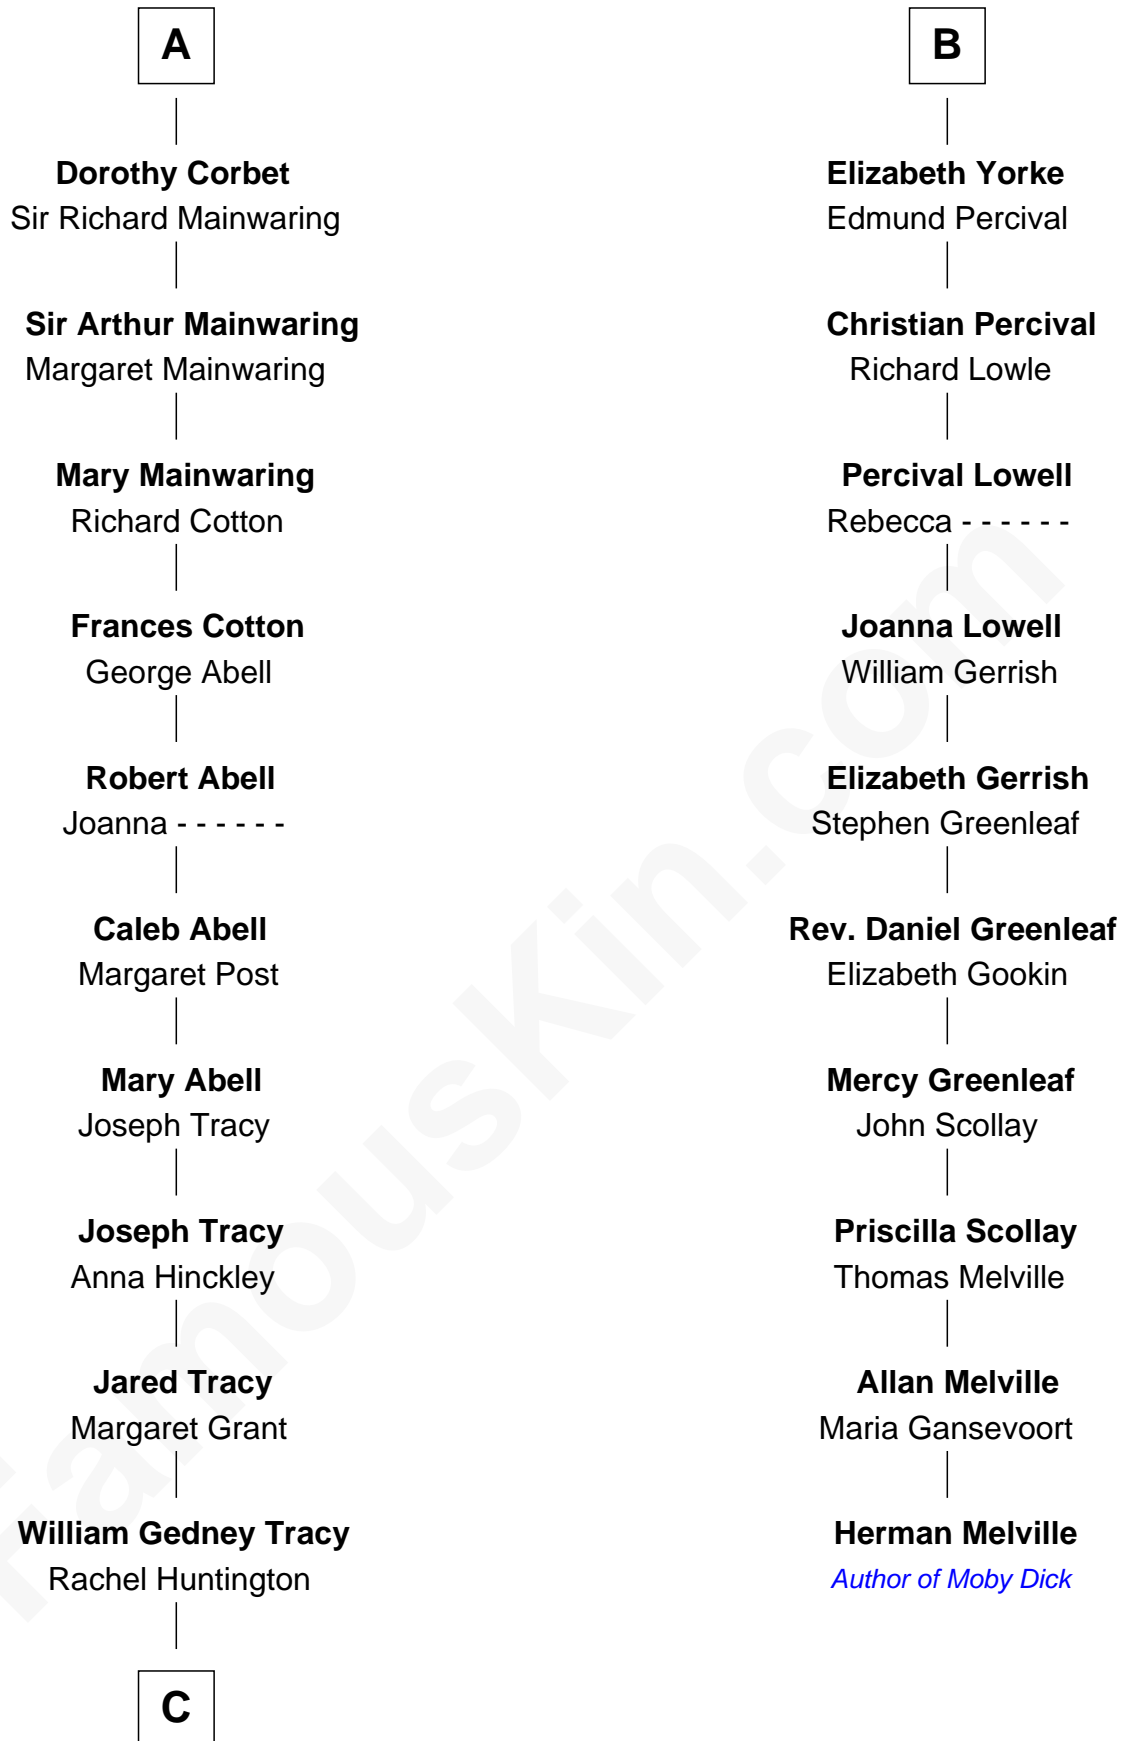 A
Dorothy Corbet
Sir Richard Mainwaring
Sir Arthur Mainwaring
Margaret Mainwaring
Mary Mainwaring
Richard Cotton
Frances Cotton
George Abell
Robert Abell
Joanna - - - - - -
Caleb Abell
Margaret Post
Mary Abell
Joseph Tracy
Joseph Tracy
Anna Hinckley
Jared Tracy
Margaret Grant
William Gedney Tracy
Rachel Huntington
C
B
Elizabeth Yorke
Edmund Percival
Christian Percival
Richard Lowle
Percival Lowell
Rebecca - - - - - -
Joanna Lowell
William Gerrish
Elizabeth Gerrish
Stephen Greenleaf
Rev. Daniel Greenleaf
Elizabeth Gookin
Mercy Greenleaf
John Scollay
Priscilla Scollay
Thomas Melville
Allan Melville
Maria Gansevoort
Herman Melville
Author of Moby Dick
FamousKin.com